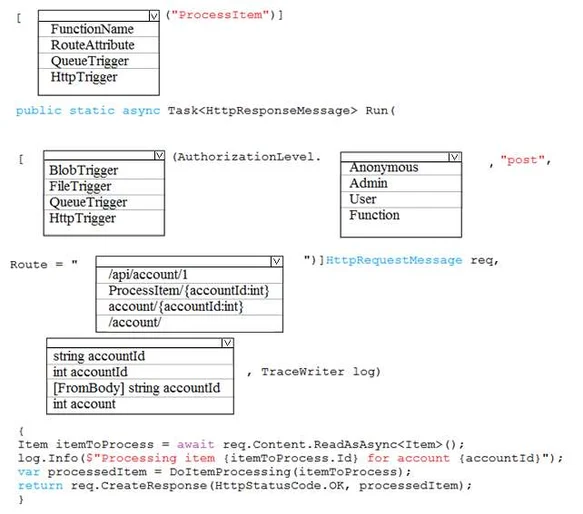 [ ("ProcessItem")]
FunctionName
RouteAttribute
QueueTrigger
HttpTrigger
public static async Task<HttpResponseMessage> Run(
[ (AuthorizationLevel. , "post",
BlobTrigger
FileTrigger
QueueTrigger
HttpTrigger
Anonymous
Admin
User
Function
Route = " ")]HttpRequestMessage req,
/api/account/1
ProcessItem/{accountId:int}
account/{accountId:int}
/account/
string accountId
int accountId
[FromBody] string accountId
int account
, TraceWriter log)
{
Item itemToProcess = await req.Content.ReadAsAsync<Item>();
log.Info($"Processing item {itemToProcess.Id} for account {accountId}");
var processedItem = DoItemProcessing(itemToProcess);
return req.CreateResponse(HttpStatusCode.OK, processedItem);
}